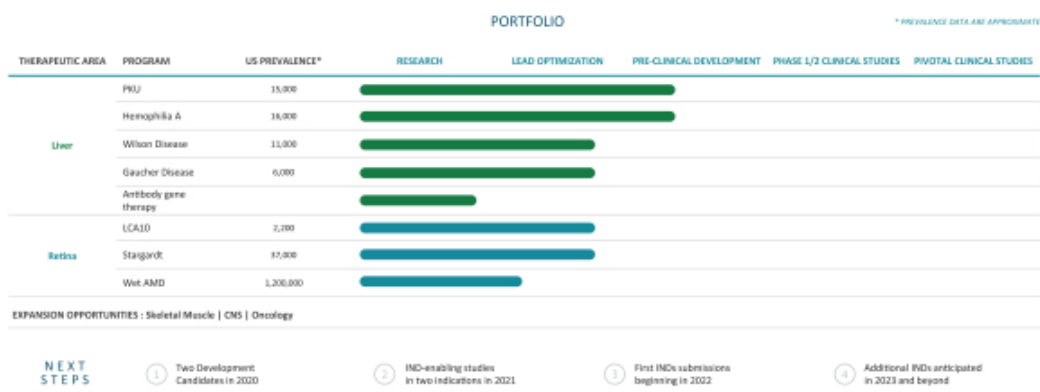 PORTFOLIO
* PREVALENCE DATA ARE APPROXIMATE
THERAPEUTIC AREA PROGRAM US PREVALENCE* RESEARCH LEAD OPTIMIZATION PRE-CLINICAL DEVELOPMENT PHASE 1/2 CLINICAL STUDIES PIVOTAL CLINICAL STUDIES
Liver
PKU 15,000
Hemophilia A 16,000
Wilson Disease 11,000
Gaucher Disease 6,000
Antibody gene
therapy
Retina
LCA10 2,200
Stargardt 37,000
Wet AMD 1,200,000
EXPANSION OPPORTUNITIES : Skeletal Muscle | CNS | Oncology
NEXT
STEPS
1 Two Development
Candidates in 2020
2 IND-enabling studies
in two indications in 2021
3 First INDs submissions
beginning in 2022
4 Additional INDs anticipated
in 2023 and beyond